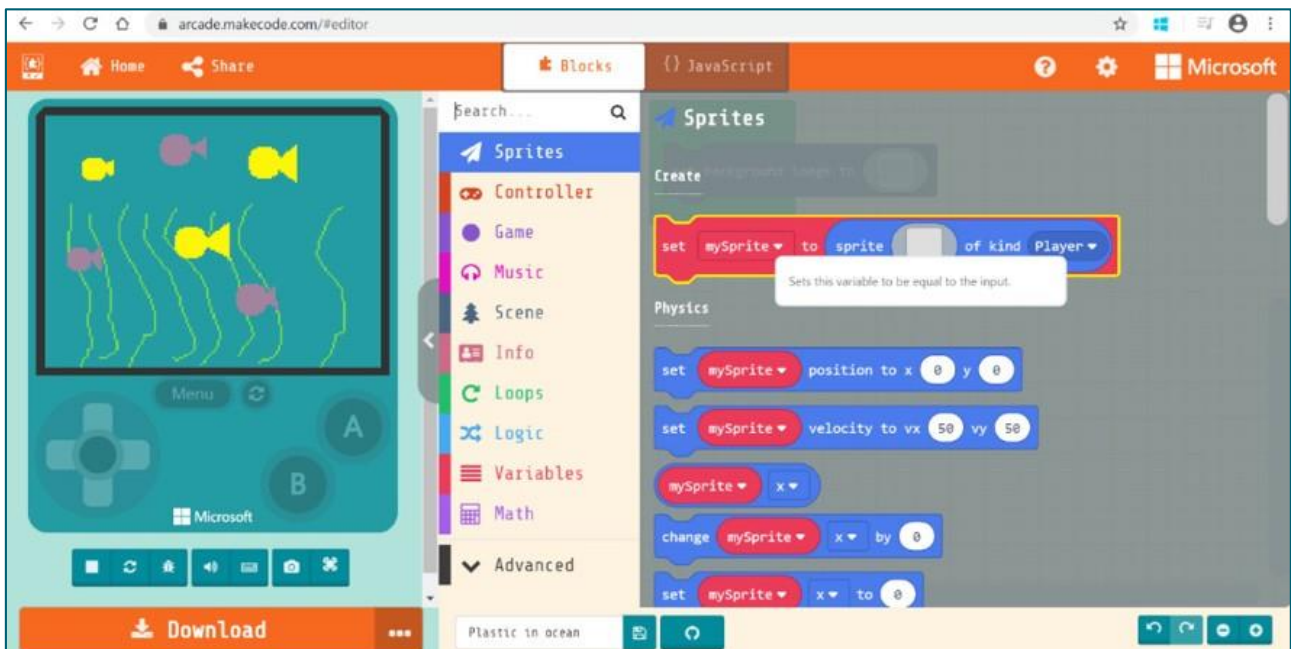 arcade.makecode.com/#editor
Home Share Blocks {} JavaScript ? Microsoft
Search...
Sprites
Controller
Game
Music
Scene
Info
Loops
Logic
Variables
Math
Advanced
Sprites
Create
set mySprite to sprite of kind Player
Sets this variable to be equal to the input.
Physics
set mySprite position to x 0 y 0
set mySprite velocity to vx 50 vy 50
mySprite x
change mySprite x by 0
set mySprite x to 0
Menu
A
B
Microsoft
Download
Plastic in ocean